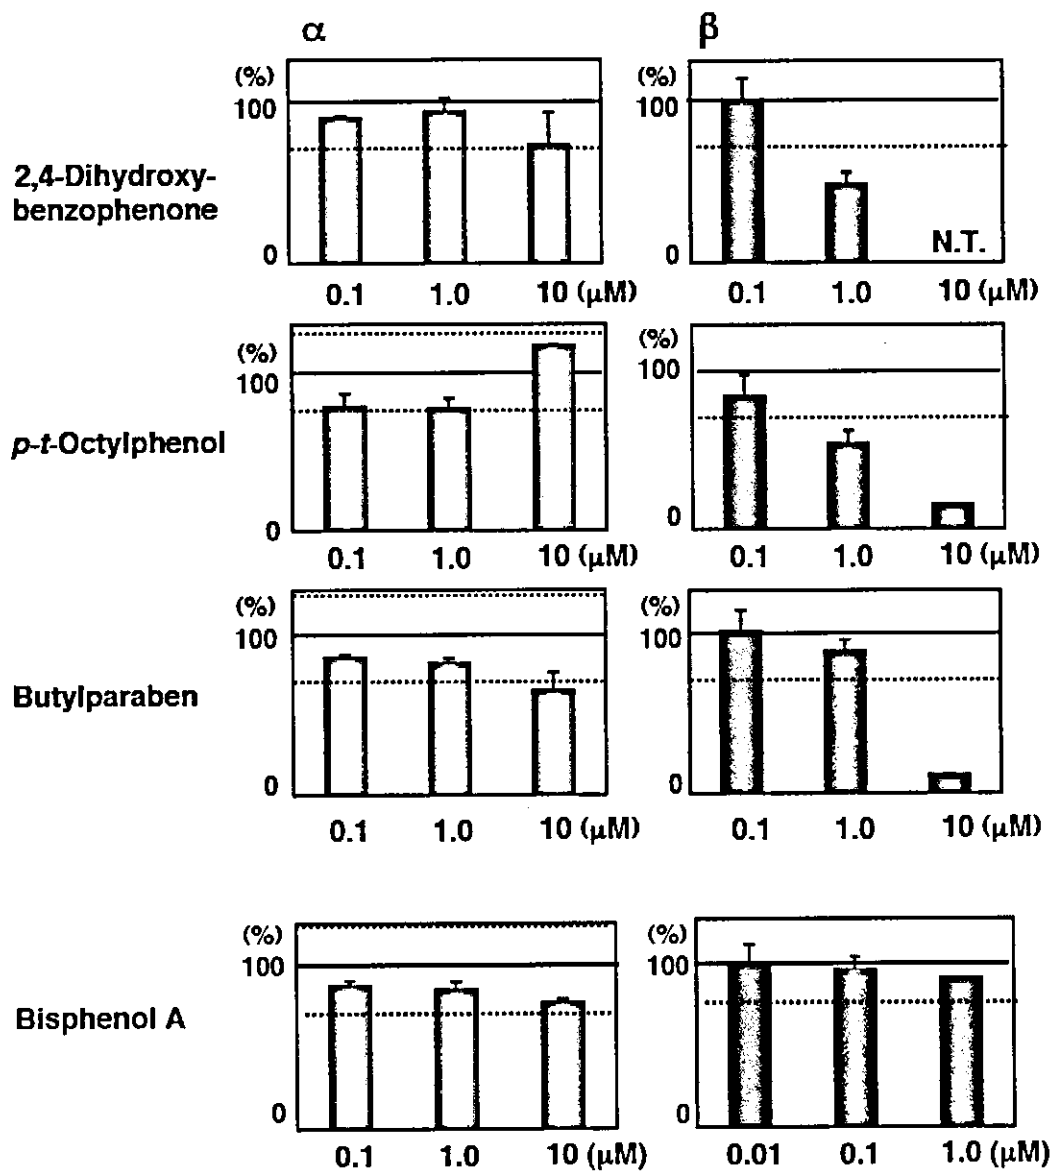 α β
(%) (%)
100 100
2,4-Dihydroxy-
benzophenone
0 0 N.T.
0.1 1.0 10 (μM) 0.1 1.0 10 (μM)
(%) (%)
100 100
p-t-Octylphenol
0 0
0.1 1.0 10 (μM) 0.1 1.0 10 (μM)
(%) (%)
100 100
Butylparaben
0 0
0.1 1.0 10 (μM) 0.1 1.0 10 (μM)
(%) (%)
100 100
Bisphenol A
0 0
0.1 1.0 10 (μM) 0.01 0.1 1.0 (μM)